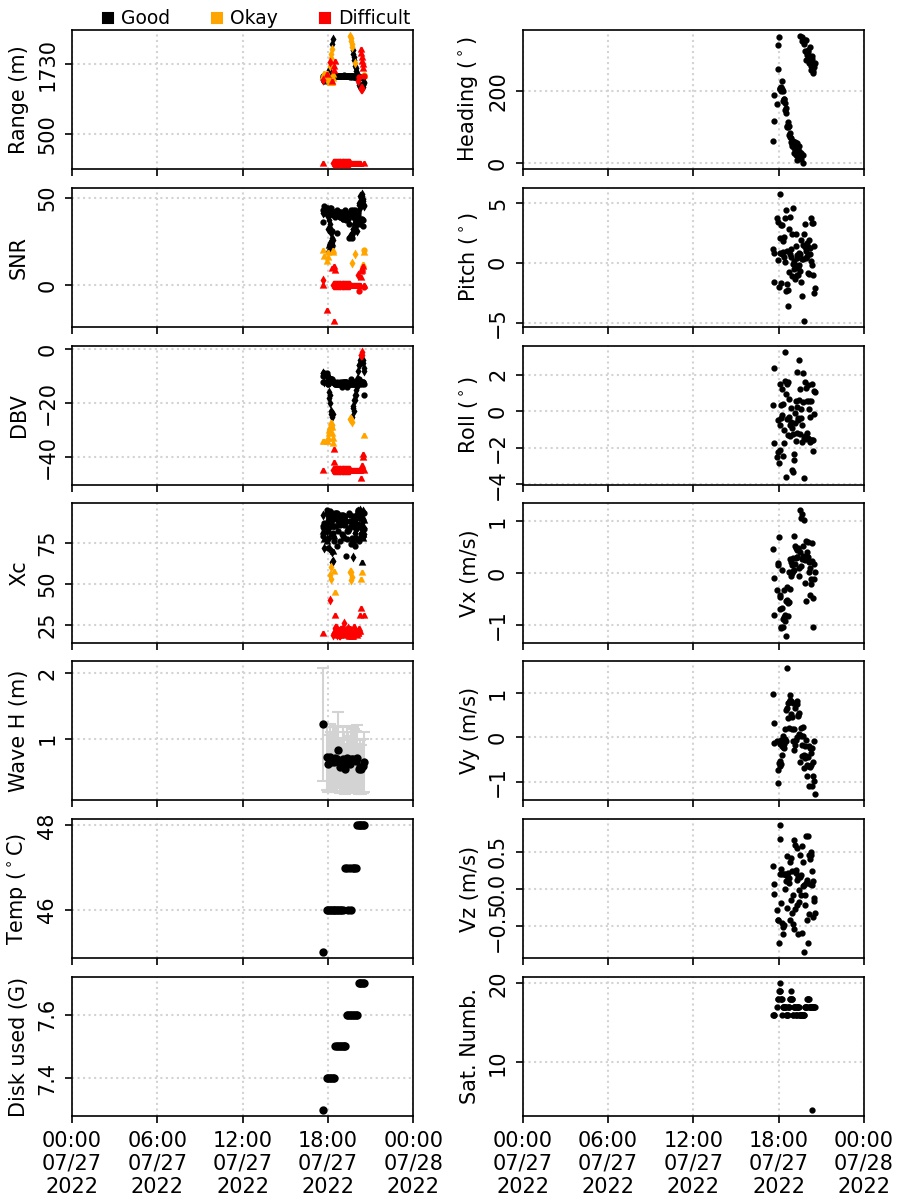 Good Okay Difficult
Range (m)
1730
500
Heading (°)
200
0
SNR
50
0
Pitch (°)
5
0
−5
DBV
0
−20
−40
Roll (°)
2
0
−2
−4
Xc
75
50
25
Vx (m/s)
1
0
−1
Wave H (m)
2
1
Vy (m/s)
1
0
−1
Temp (°C)
48
46
Vz (m/s)
0.5
0.0
−0.5
Disk used (G)
7.6
7.4
Sat. Numb.
20
10
00:00 06:00 12:00 18:00 00:00
07/27 07/27 07/27 07/27 07/28
2022 2022 2022 2022 2022
00:00 06:00 12:00 18:00 00:00
07/27 07/27 07/27 07/27 07/28
2022 2022 2022 2022 2022